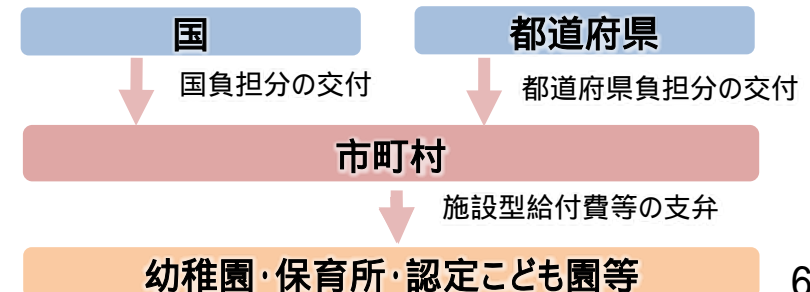 国
都道府県
国負担分の交付
都道府県負担分の交付
市町村
施設型給付費等の支弁
幼稚園・保育所・認定こども園等
6